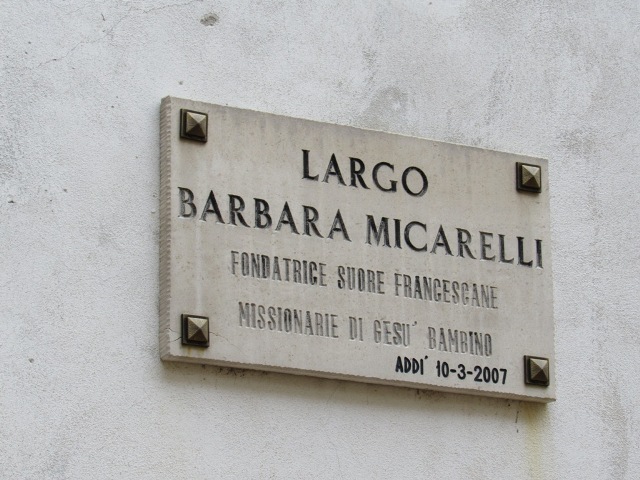 LARGO
BARBARA MICARELLI
FONDATRICE SUORE FRANCESCANE
MISSIONARIE DI GESU' BAMBINO
ADDI' 10-3-2007